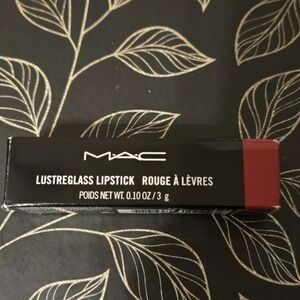 MAC
LUSTREGLASS LIPSTICK ROUGE À LÈVRES
POIDS NET WT. 0.10 OZ / 3 g